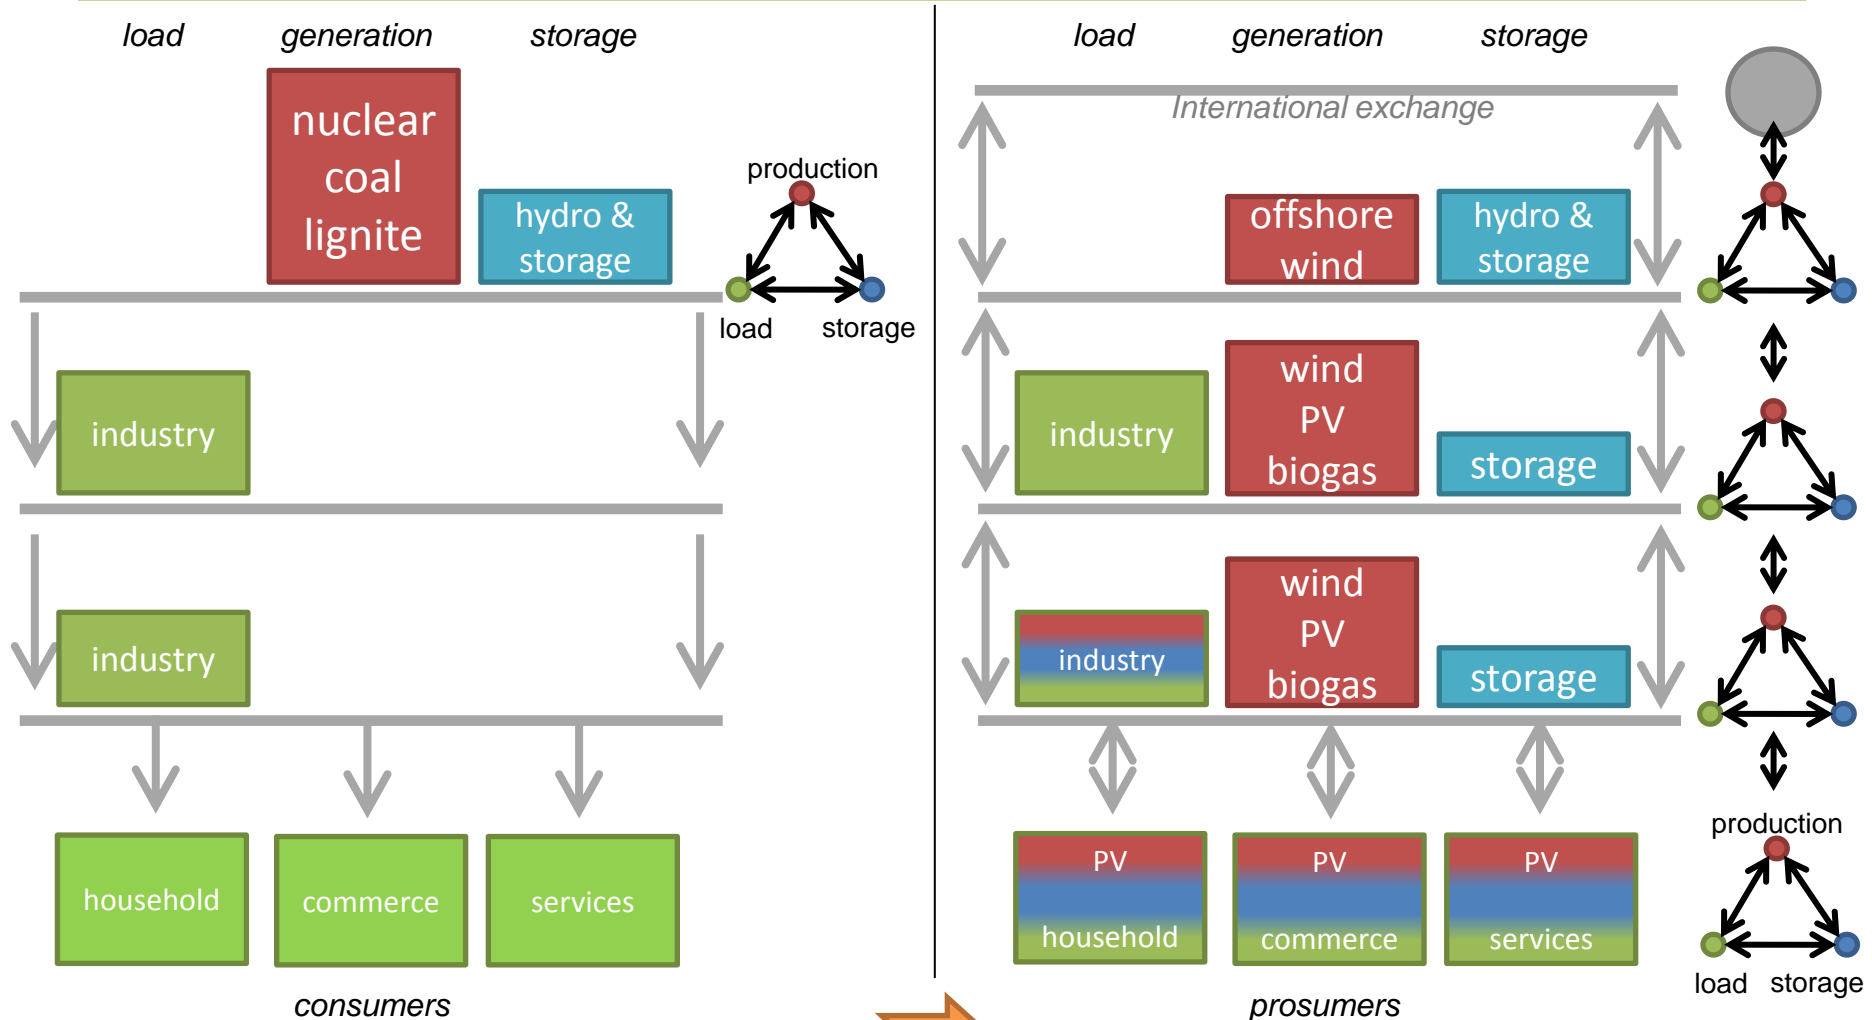 load generation storage
nuclear
coal
lignite
hydro &
storage
production
load storage
industry
industry
household commerce services
consumers
load generation storage
International exchange
offshore
wind
hydro &
storage
industry
wind
PV
biogas
storage
industry
wind
PV
biogas
storage
PV PV PV
household commerce services
production
load storage
prosumers